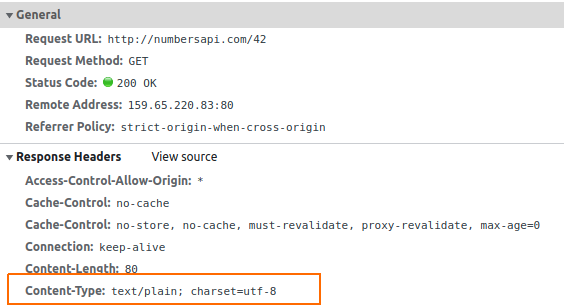 General
Request URL: http://numbersapi.com/42
Request Method: GET
Status Code: 200 OK
Remote Address: 159.65.220.83:80
Referrer Policy: strict-origin-when-cross-origin
Response Headers View source
Access-Control-Allow-Origin: *
Cache-Control: no-cache
Cache-Control: no-store, no-cache, must-revalidate, proxy-revalidate, max-age=0
Connection: keep-alive
Content-Length: 80
Content-Type: text/plain; charset=utf-8